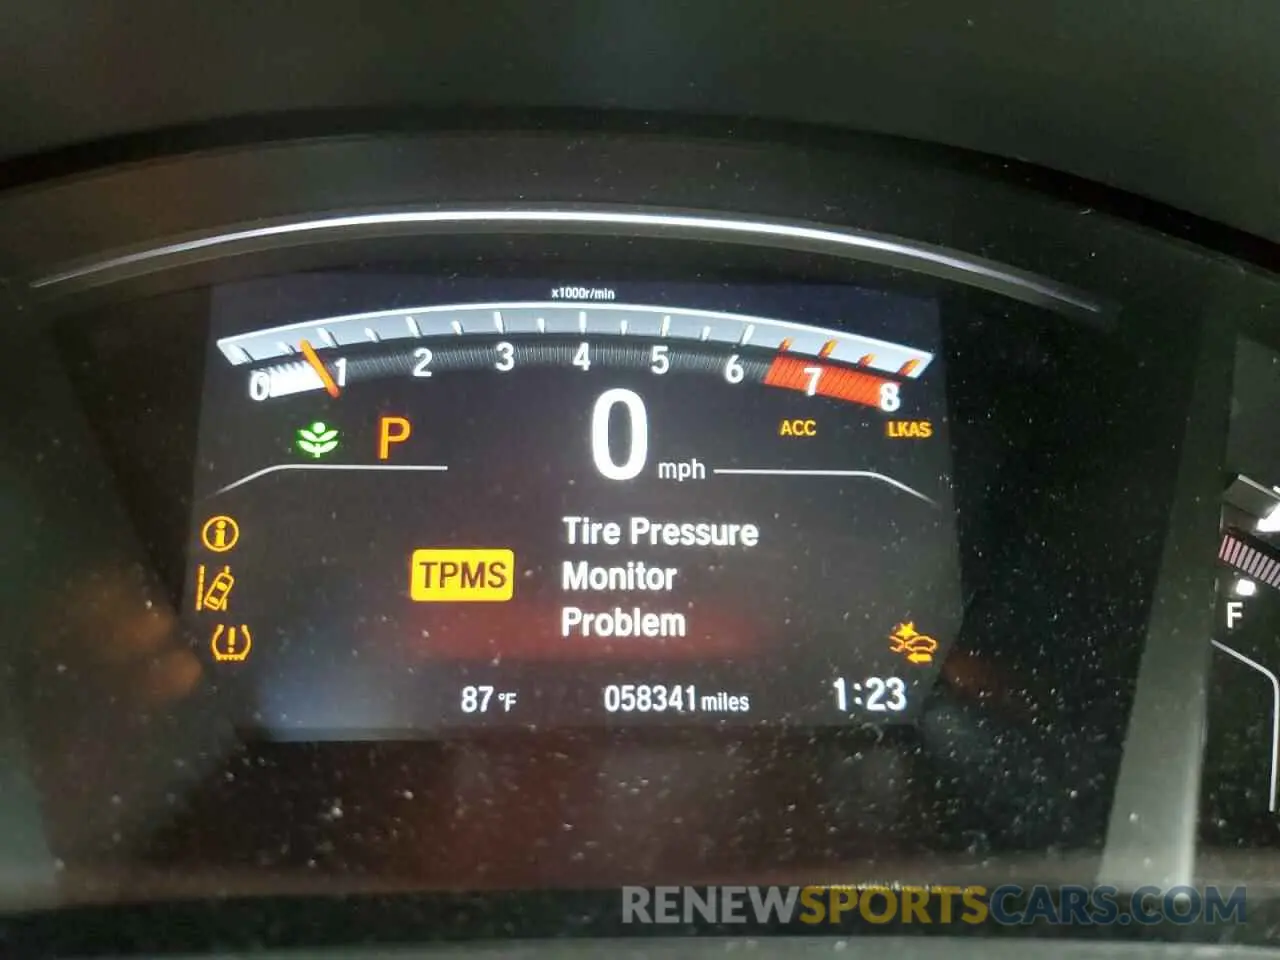 x1000r/min
0 1 2 3 4 5 6 7 8
P 0 mph ACC LKAS
Tire Pressure
TPMS Monitor
Problem
87 °F 058341 miles 1:23
F
RENEWSPORTSCARS.COM